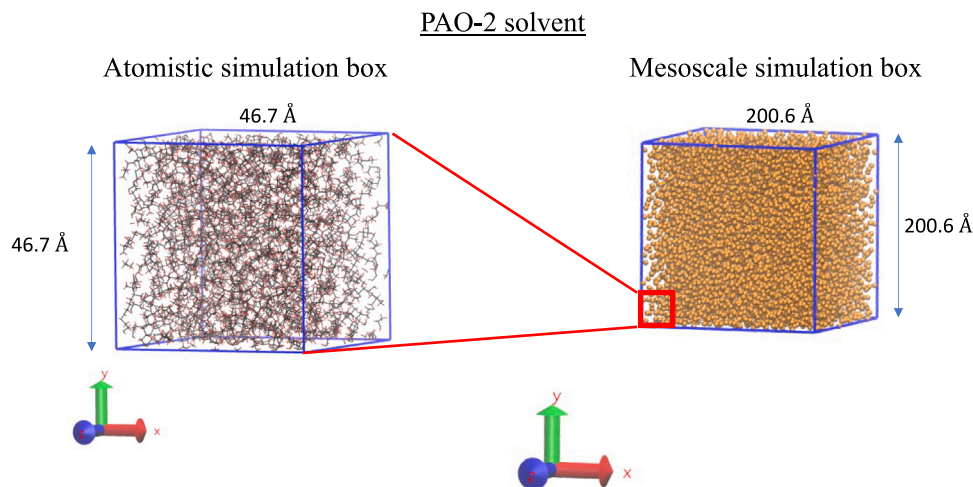 PAO-2 solvent
Atomistic simulation box
Mesoscale simulation box
46.7 Å
200.6 Å
46.7 Å
200.6 Å
y
x
y
z
x